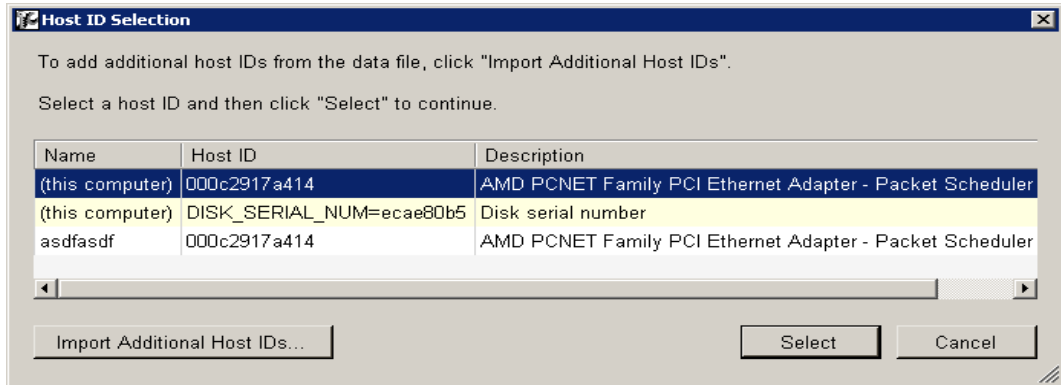 Host ID Selection
To add additional host IDs from the data file, click "Import Additional Host IDs".
Select a host ID and then click "Select" to continue.
Name Host ID Description
(this computer) 000c2917a414 AMD PCNET Family PCI Ethernet Adapter - Packet Scheduler
(this computer) DISK_SERIAL_NUM=ecae80b5 Disk serial number
asdfasdf 000c2917a414 AMD PCNET Family PCI Ethernet Adapter - Packet Scheduler
Import Additional Host IDs... Select Cancel